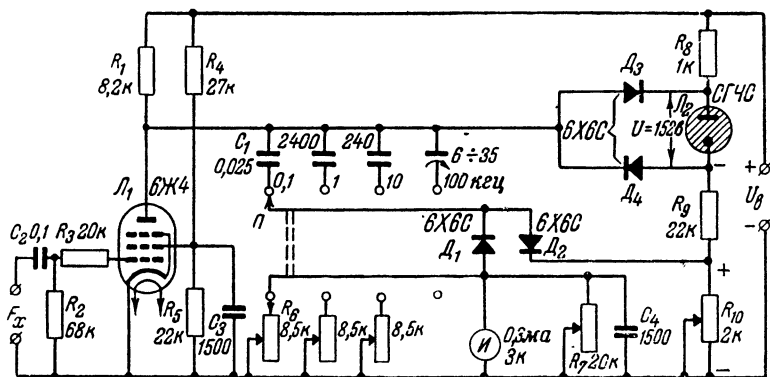 R₁
8,2к
R₄
27к
R₈
1к
Д₃
СГ4С
6Х6С
U=152в
Л₂
Д₄
−
+
U_в
−
C₁
0,025
2400
240
6÷35
0,1
1
10
100 кгц
П
Л₁ 6Ж4
6Х6С
Д₁
6Х6С
Д₂
R₉
22к
+
C₂ 0,1
R₃ 20к
F_x
R₂
68к
R₅
22к
C₃
1500
R₆
8,5к
8,5к
8,5к
И
0,3ма
3к
R₇ 20к
C₄
1500
R₁₀
2к
−